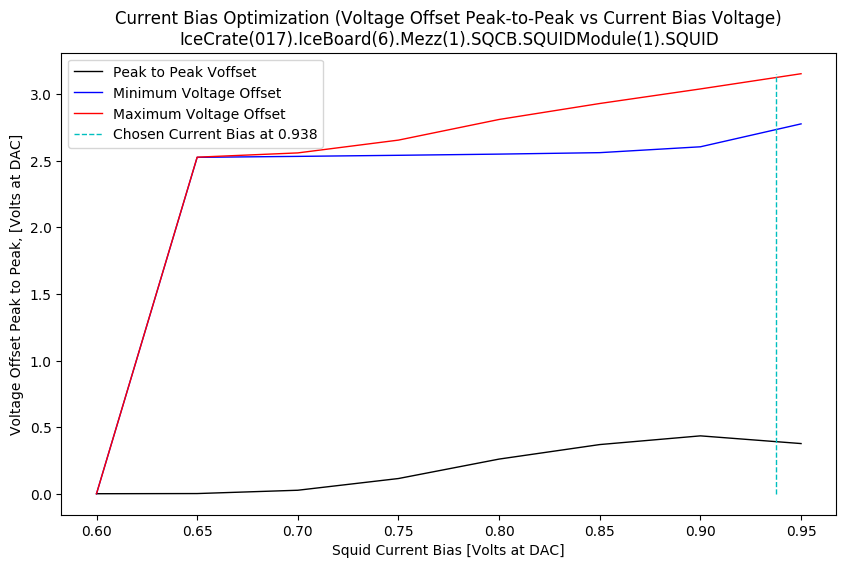 Current Bias Optimization (Voltage Offset Peak-to-Peak vs Current Bias Voltage)
IceCrate(017).IceBoard(6).Mezz(1).SQCB.SQUIDModule(1).SQUID
Peak to Peak Voffset
Minimum Voltage Offset
Maximum Voltage Offset
Chosen Current Bias at 0.938
Voltage Offset Peak to Peak, [Volts at DAC]
3.0
2.5
2.0
1.5
1.0
0.5
0.0
0.60 0.65 0.70 0.75 0.80 0.85 0.90 0.95
Squid Current Bias [Volts at DAC]